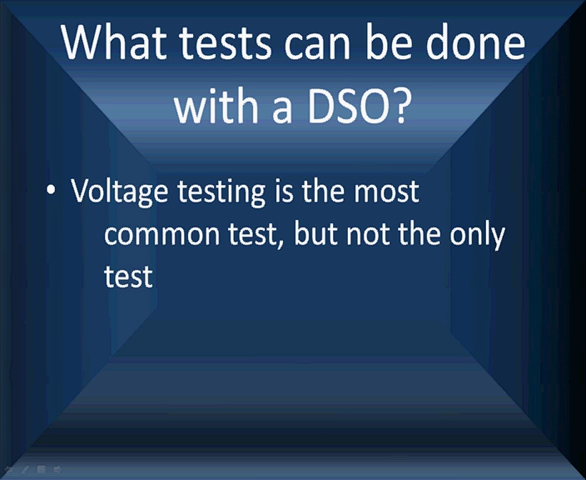 What tests can be done
with a DSO?
• Voltage testing is the most
common test, but not the only
test